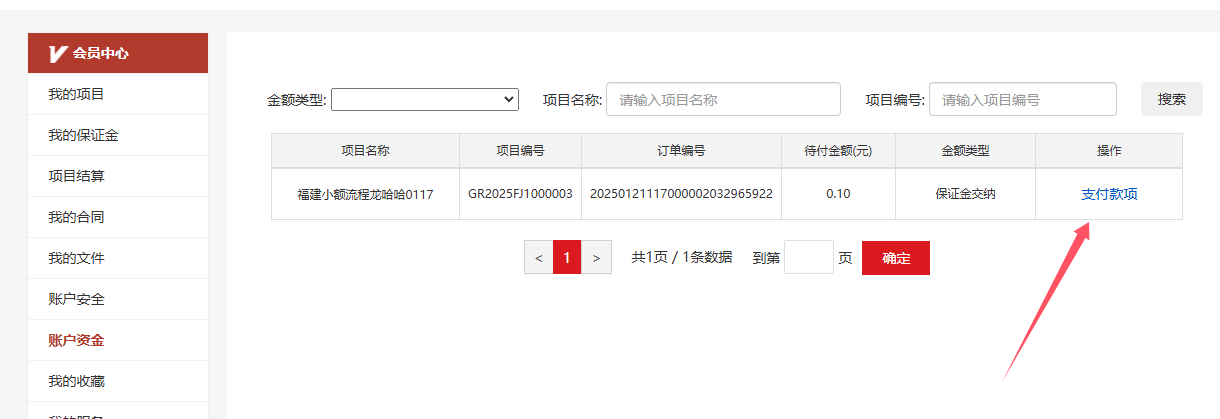 会员中心
我的项目
我的保证金
项目结算
我的合同
我的文件
账户安全
账户资金
我的收藏
我的服务
金额类型: 项目名称: 请输入项目名称 项目编号: 请输入项目编号 搜索
项目名称 项目编号 订单编号 待付金额(元) 金额类型 操作
福建小额流程龙哈哈0117 GR2025FJ1000003 20250121117000002032965922 0.10 保证金交纳 支付款项
< 1 > 共1页 / 1条数据 到第 页 确定